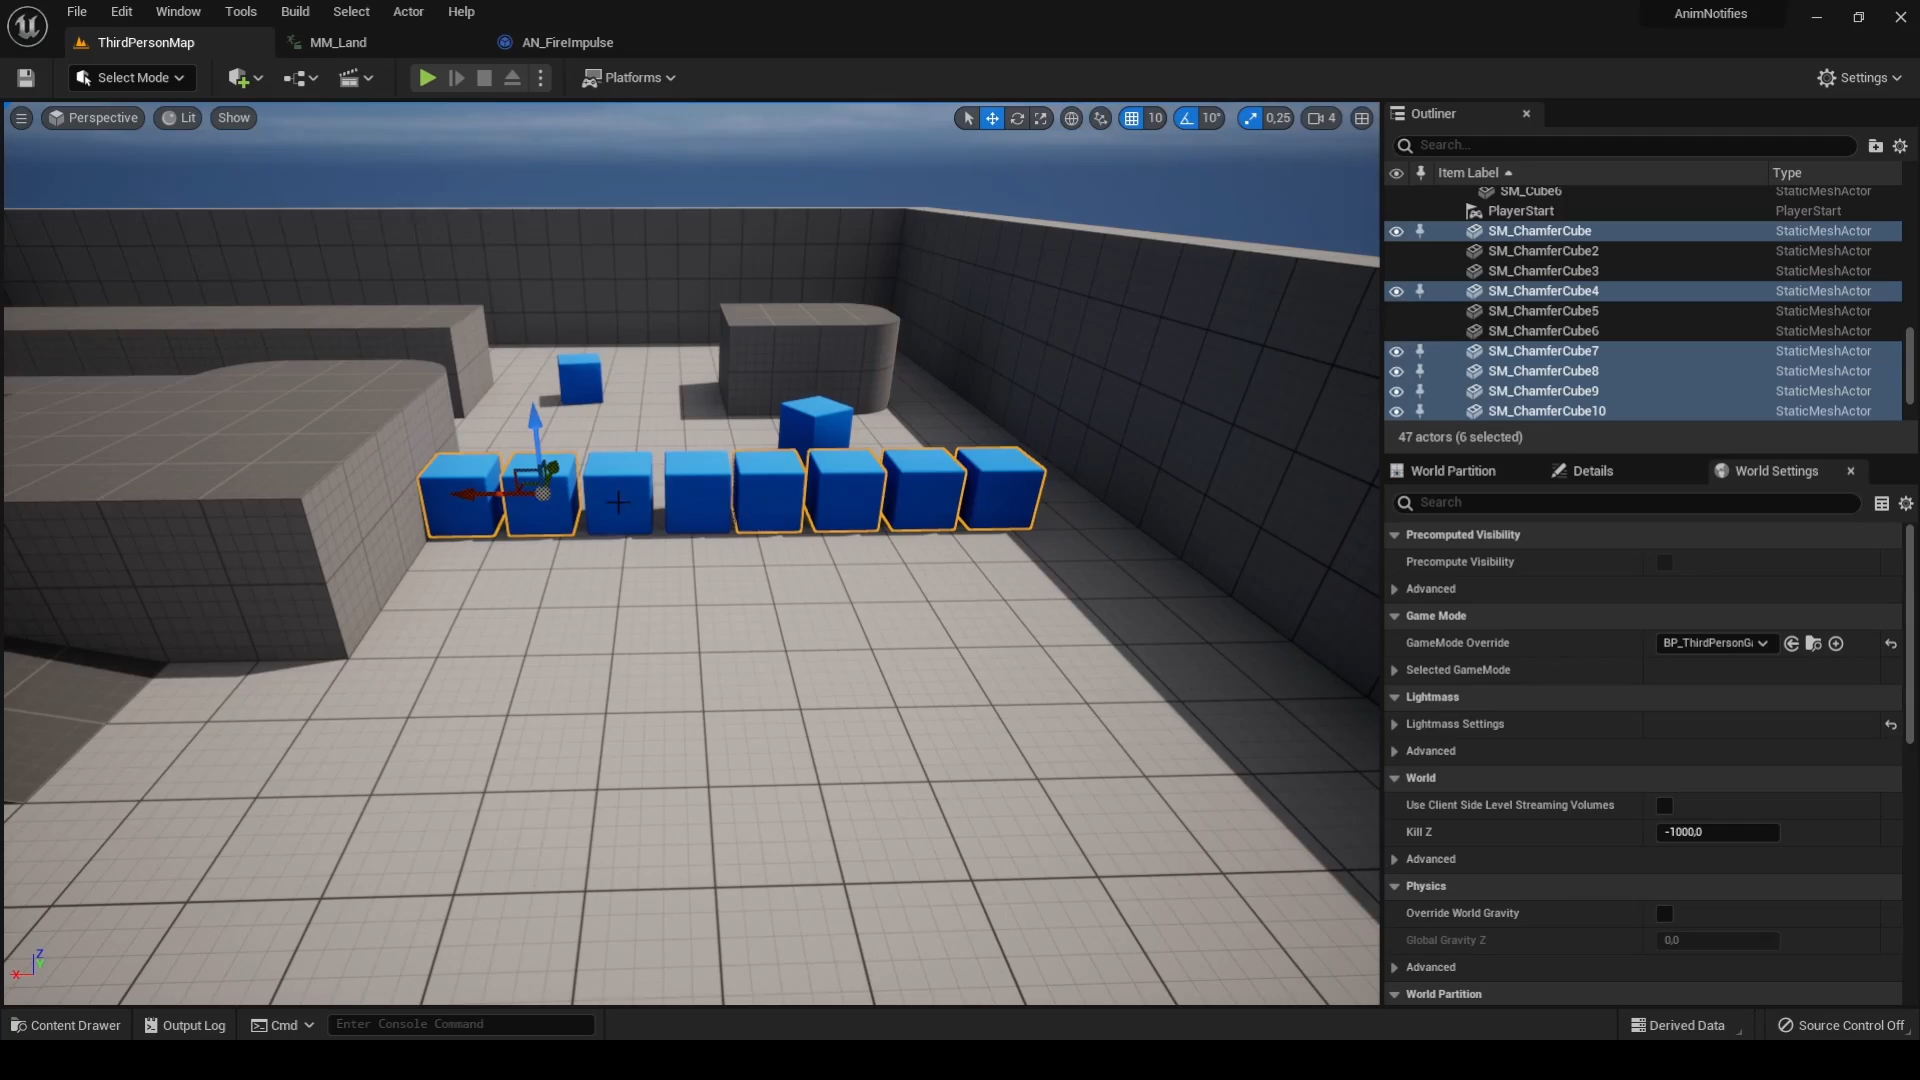 File Edit Window Tools Build Select Actor Help
AnimNotifies
ThirdPersonMap MM_Land AN_FireImpulse
Select Mode Platforms Settings
Perspective Lit Show 10 10° 0,25 4
Outliner
Search...
Item Label Type
SM_Cube6 StaticMeshActor
PlayerStart PlayerStart
SM_ChamferCube StaticMeshActor
SM_ChamferCube2 StaticMeshActor
SM_ChamferCube3 StaticMeshActor
SM_ChamferCube4 StaticMeshActor
SM_ChamferCube5 StaticMeshActor
SM_ChamferCube6 StaticMeshActor
SM_ChamferCube7 StaticMeshActor
SM_ChamferCube8 StaticMeshActor
SM_ChamferCube9 StaticMeshActor
SM_ChamferCube10 StaticMeshActor
47 actors (6 selected)
World Partition Details World Settings
Search
Precomputed Visibility
Precompute Visibility
Advanced
Game Mode
GameMode Override BP_ThirdPersonGa
Selected GameMode
Lightmass
Lightmass Settings
Advanced
World
Use Client Side Level Streaming Volumes
Kill Z -1000,0
Advanced
Physics
Override World Gravity
Global Gravity Z 0,0
Advanced
World Partition
Z
Y
X
Content Drawer Output Log Cmd Enter Console Command Derived Data Source Control Off